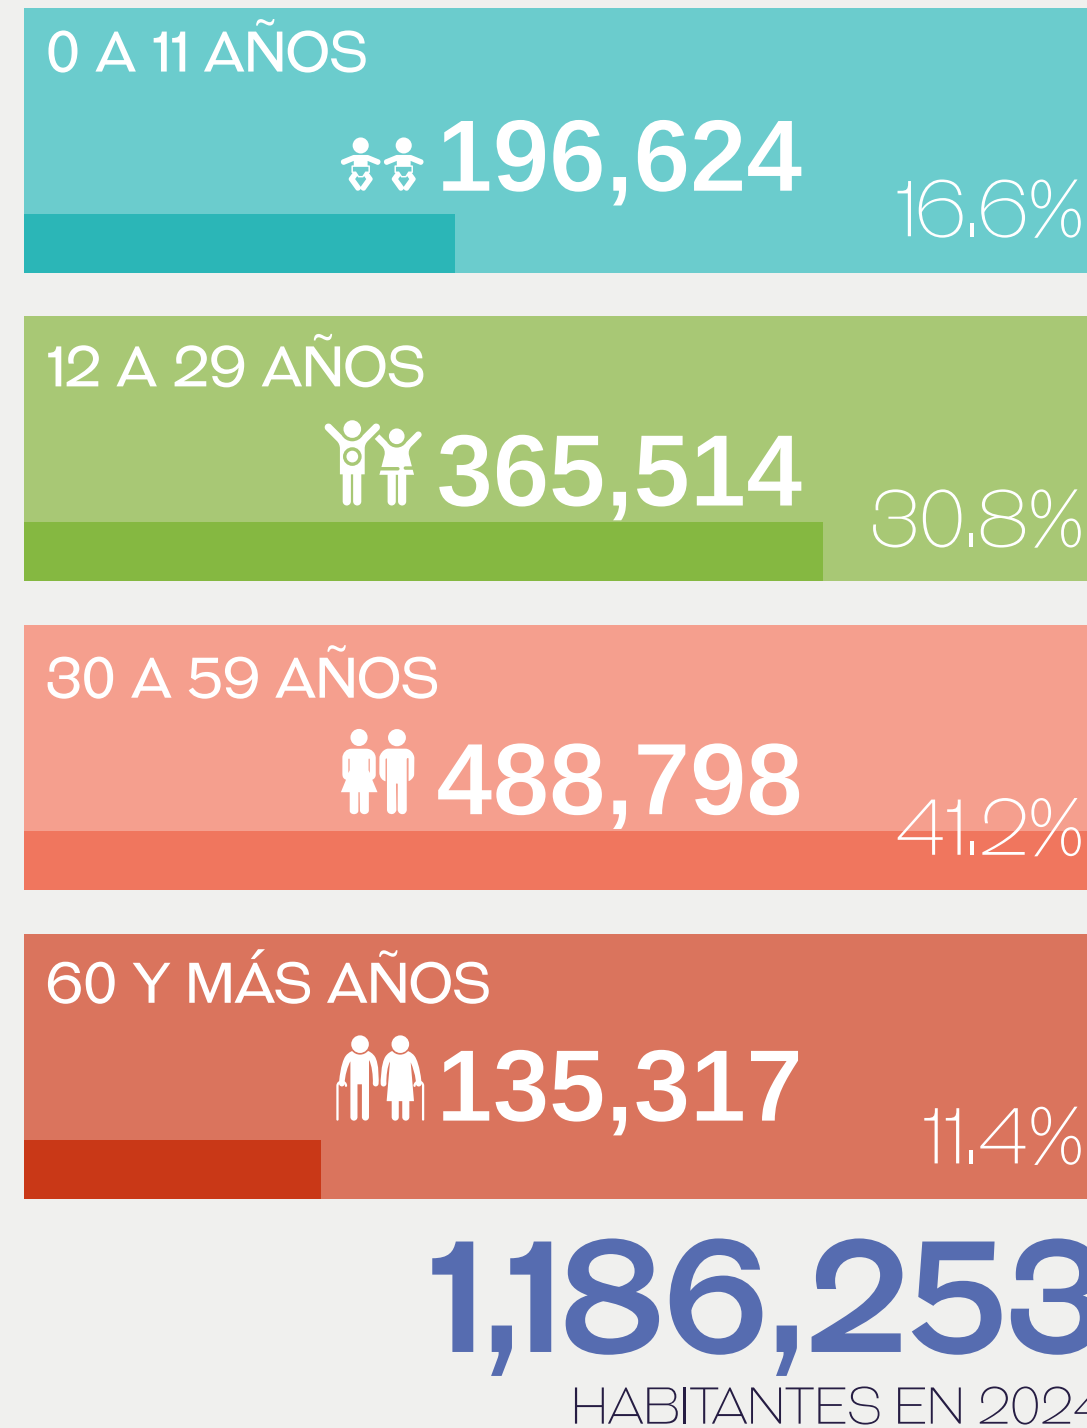 0 A 11 AÑOS
196,624
16.6%
12 A 29 AÑOS
365,514
30.8%
30 A 59 AÑOS
488,798
41.2%
60 Y MÁS AÑOS
135,317
11.4%
1,186,253
HABITANTES EN 2024